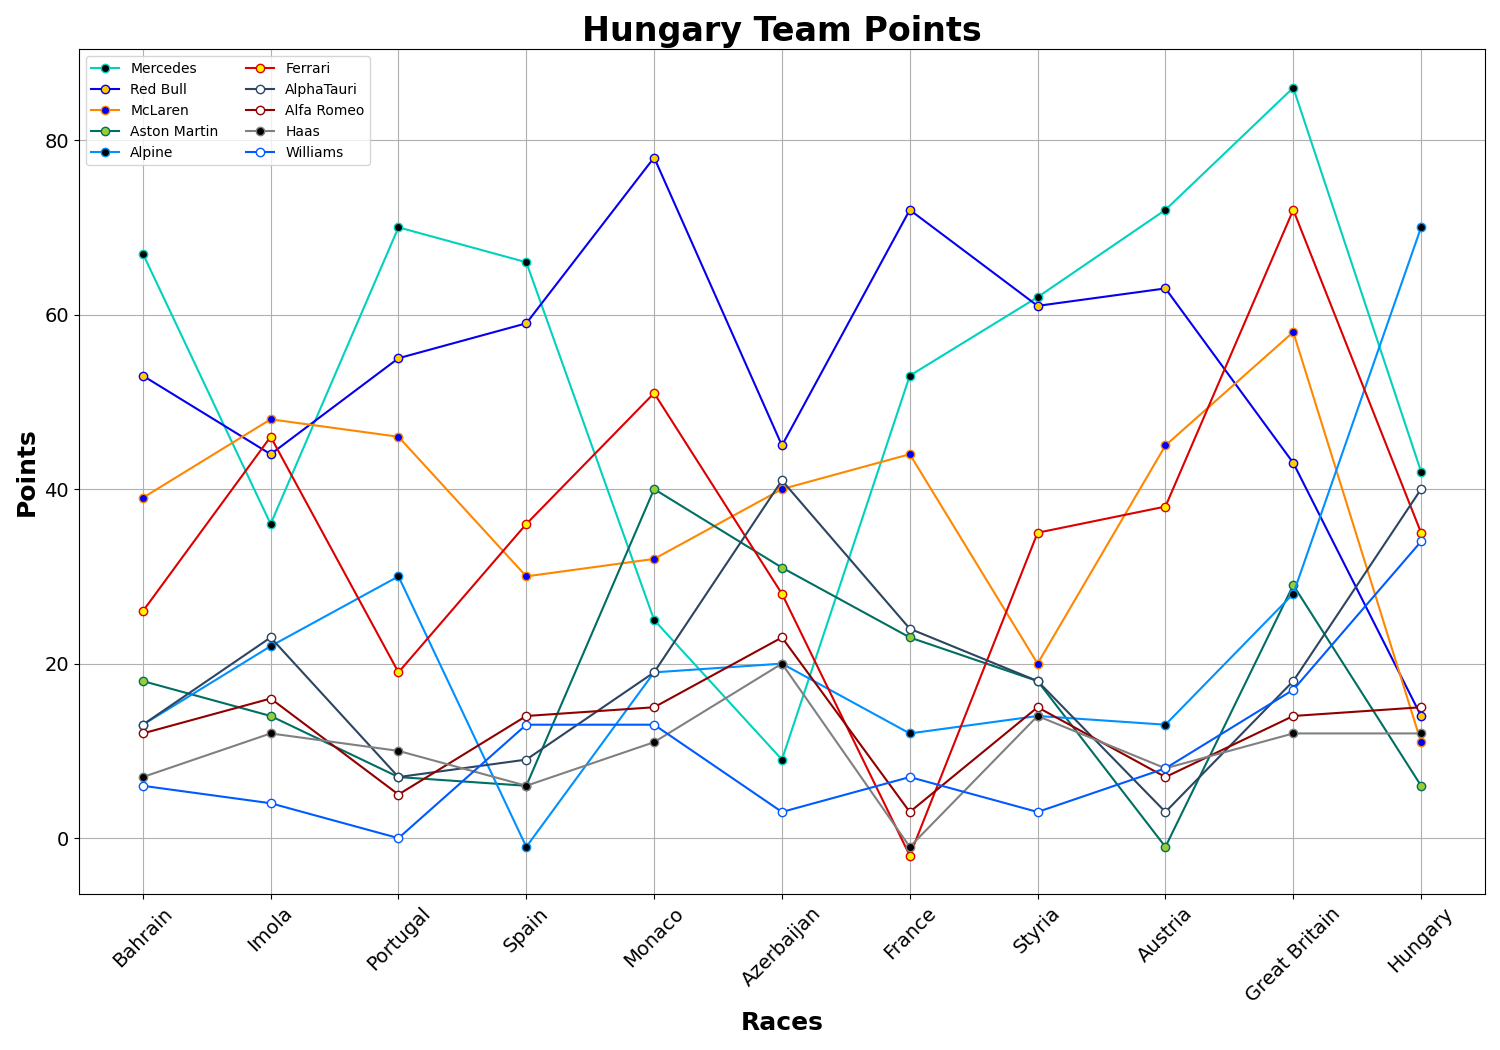 Hungary Team Points
Mercedes
Red Bull
McLaren
Aston Martin
Alpine
Ferrari
AlphaTauri
Alfa Romeo
Haas
Williams
Points
80
60
40
20
0
Bahrain
Imola
Portugal
Spain
Monaco
Azerbaijan
France
Styria
Austria
Great Britain
Hungary
Races